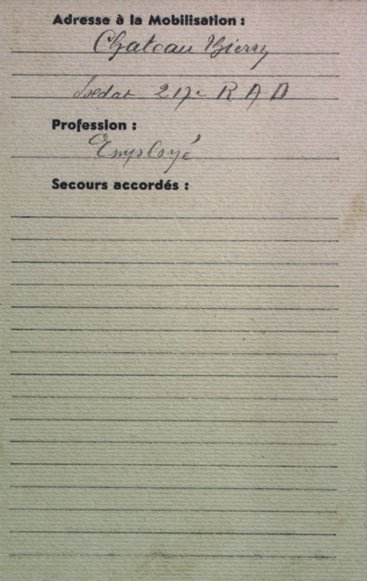 Adresse à la Mobilisation :
Chateau Thierry
Soldat 217e R A D
Profession :
Employé
Secours accordés :